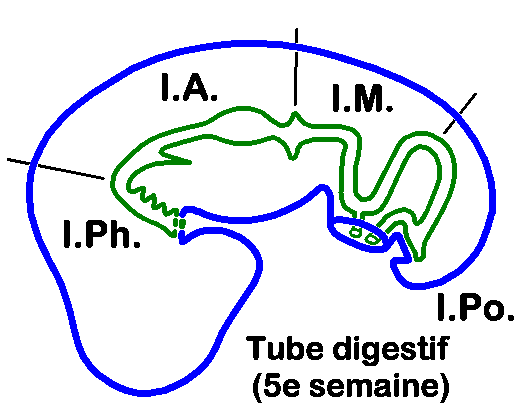 I.A.
I.M.
I.Ph.
I.Po.
Tube digestif
(5e semaine)